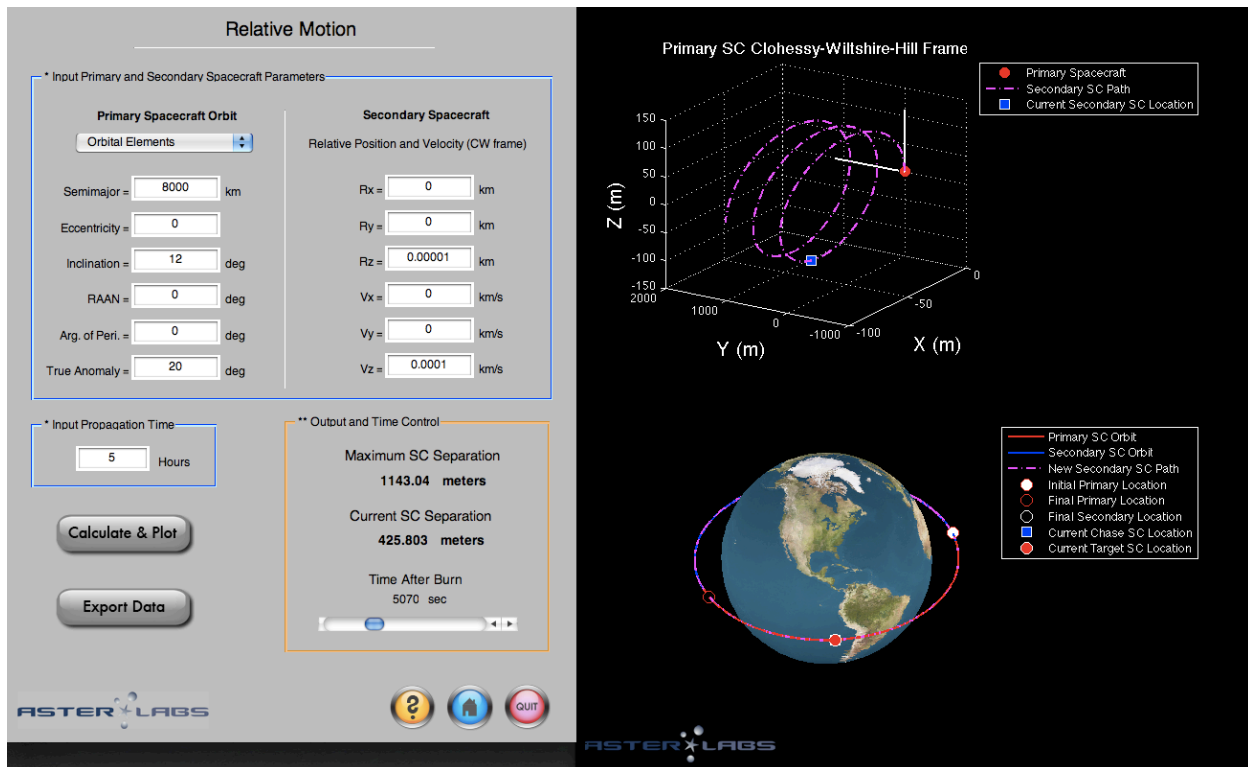 Relative Motion
* Input Primary and Secondary Spacecraft Parameters
Primary Spacecraft Orbit
Orbital Elements
Semimajor = 8000 km
Eccentricity = 0
Inclination = 12 deg
RAAN = 0 deg
Arg. of Peri. = 0 deg
True Anomaly = 20 deg
Secondary Spacecraft
Relative Position and Velocity (CW frame)
Rx = 0 km
Ry = 0 km
Rz = 0.00001 km
Vx = 0 km/s
Vy = 0 km/s
Vz = 0.0001 km/s
* Input Propagation Time
5 Hours
Calculate & Plot
Export Data
** Output and Time Control
Maximum SC Separation
1143.04 meters
Current SC Separation
425.803 meters
Time After Burn
5070 sec
ASTER LABS
?
QUIT
Primary SC Clohessy-Wiltshire-Hill Frame
Primary Spacecraft
Secondary SC Path
Current Secondary SC Location
150
100
50
0
-50
-100
-150
Z (m)
2000
1000
0
-1000
Y (m)
-100
-50
0
X (m)
Primary SC Orbit
Secondary SC Orbit
New Secondary SC Path
Initial Primary Location
Final Primary Location
Final Secondary Location
Current Chase SC Location
Current Target SC Location
ASTER LABS